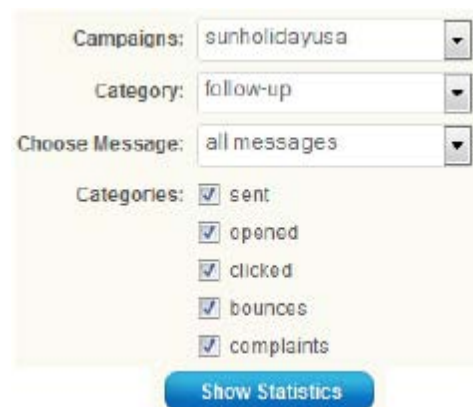 Campaigns: sunholidayusa
Category: follow-up
Choose Message: all messages
Categories: sent
opened
clicked
bounces
complaints
Show Statistics